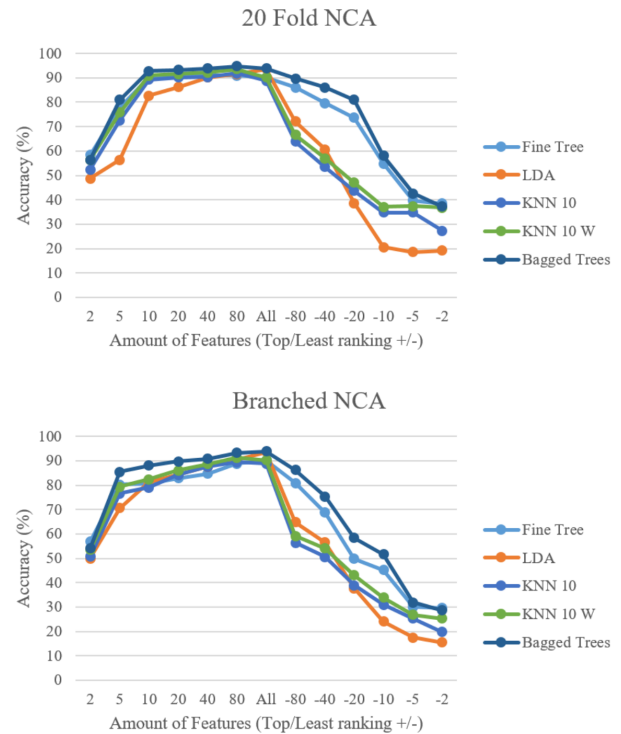 20 Fold NCA
100
90
80
70
60
50
40
30
20
10
0
Accuracy (%)
2 5 10 20 40 80 All -80 -40 -20 -10 -5 -2
Amount of Features (Top/Least ranking +/-)
Fine Tree
LDA
KNN 10
KNN 10 W
Bagged Trees
Branched NCA
100
90
80
70
60
50
40
30
20
10
0
Accuracy (%)
2 5 10 20 40 80 All -80 -40 -20 -10 -5 -2
Amount of Features (Top/Least ranking +/-)
Fine Tree
LDA
KNN 10
KNN 10 W
Bagged Trees